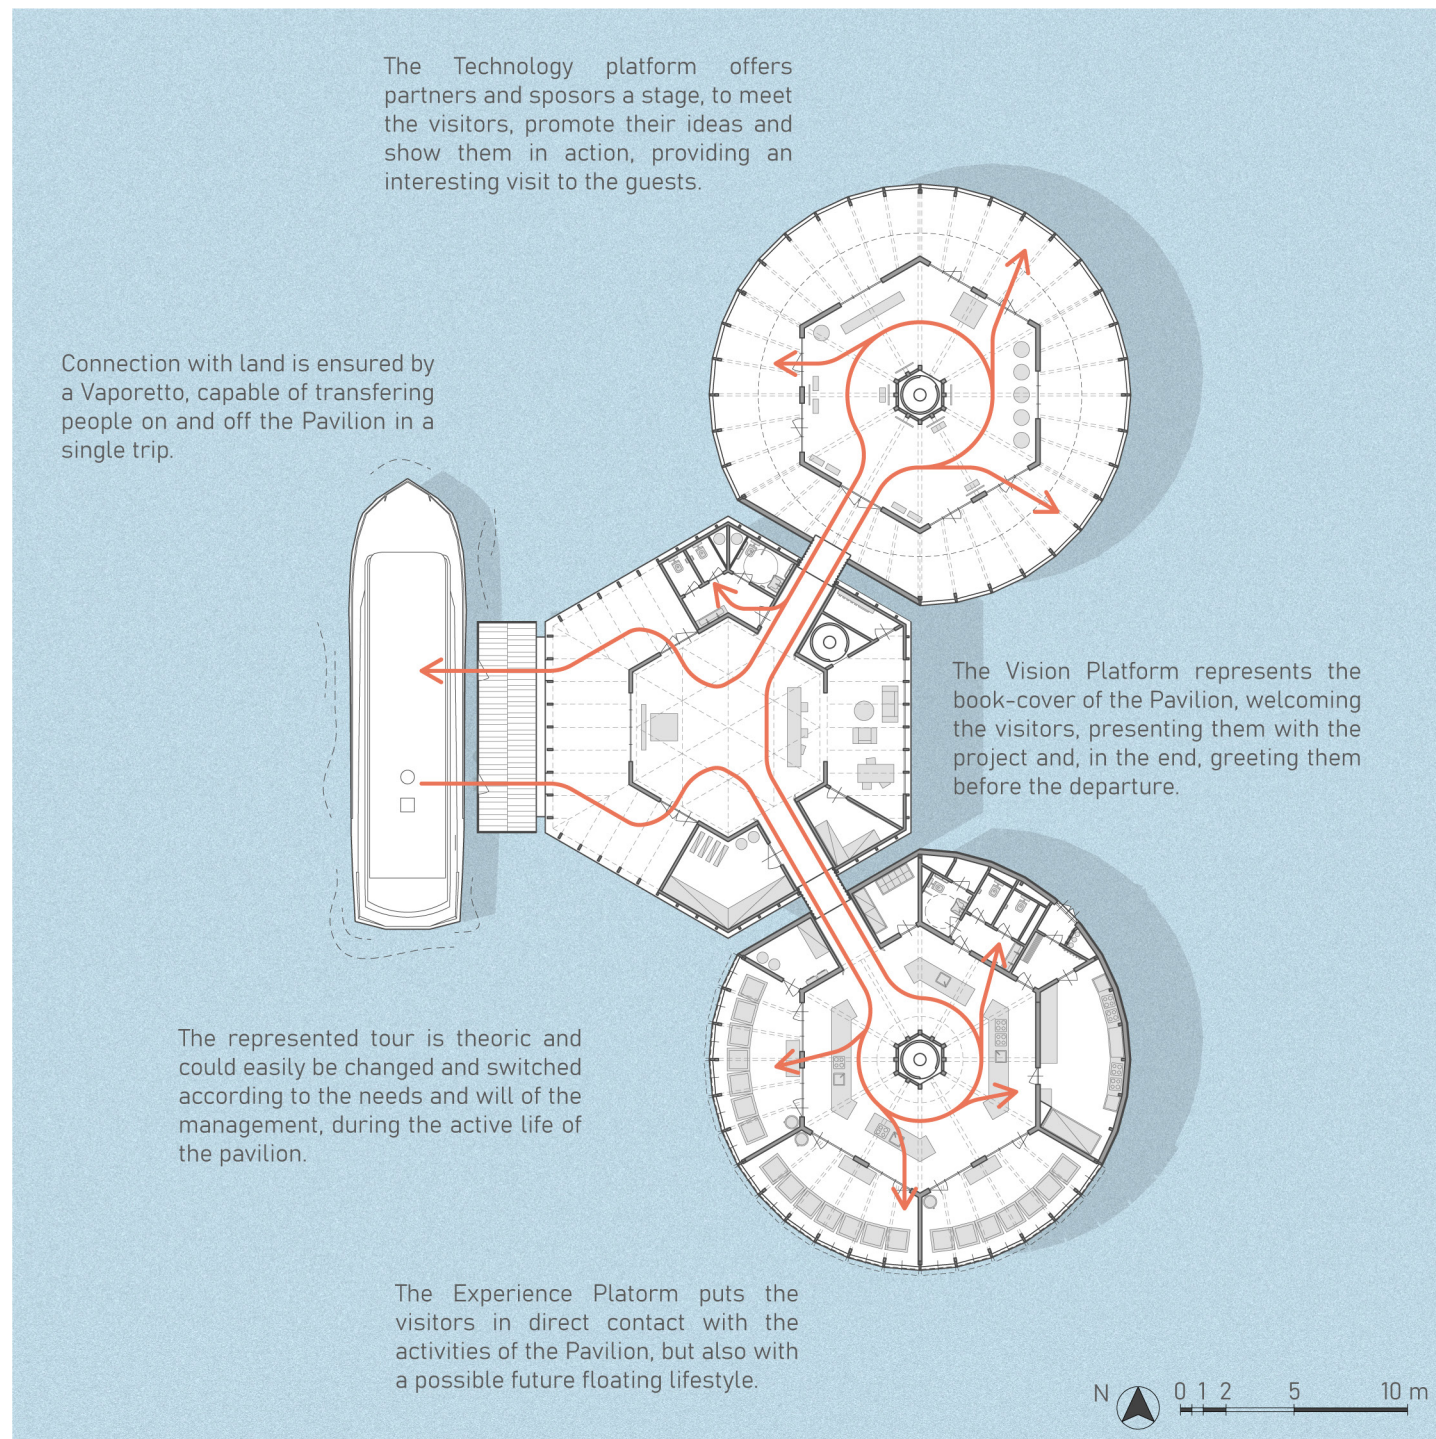 The Technology platform offers
partners and sposors a stage, to meet
the visitors, promote their ideas and
show them in action, providing an
interesting visit to the guests.
Connection with land is ensured by
a Vaporetto, capable of transfering
people on and off the Pavilion in a
single trip.
The Vision Platform represents the
book-cover of the Pavilion, welcoming
the visitors, presenting them with the
project and, in the end, greeting them
before the departure.
The represented tour is theoric and
could easily be changed and switched
according to the needs and will of the
management, during the active life of
the pavilion.
The Experience Platorm puts the
visitors in direct contact with the
activities of the Pavilion, but also with
a possible future floating lifestyle.
N 0 1 2 5 10 m